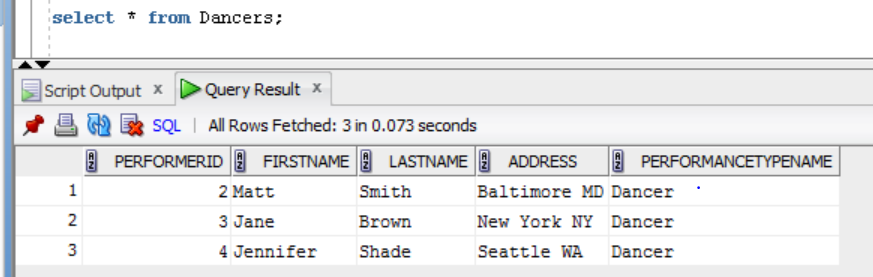 select * from Dancers;
Script Output x Query Result x
SQL | All Rows Fetched: 3 in 0.073 seconds
PERFORMERID FIRSTNAME LASTNAME ADDRESS PERFORMANCETYPENAME
1 2 Matt Smith Baltimore MD Dancer
2 3 Jane Brown New York NY Dancer
3 4 Jennifer Shade Seattle WA Dancer